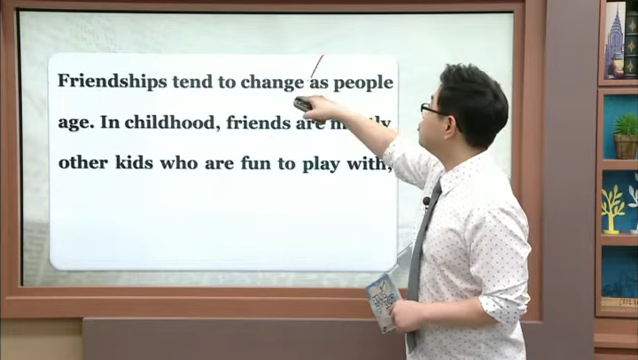 Friendships tend to change as people
age. In childhood, friends are mostly
other kids who are fun to play with,